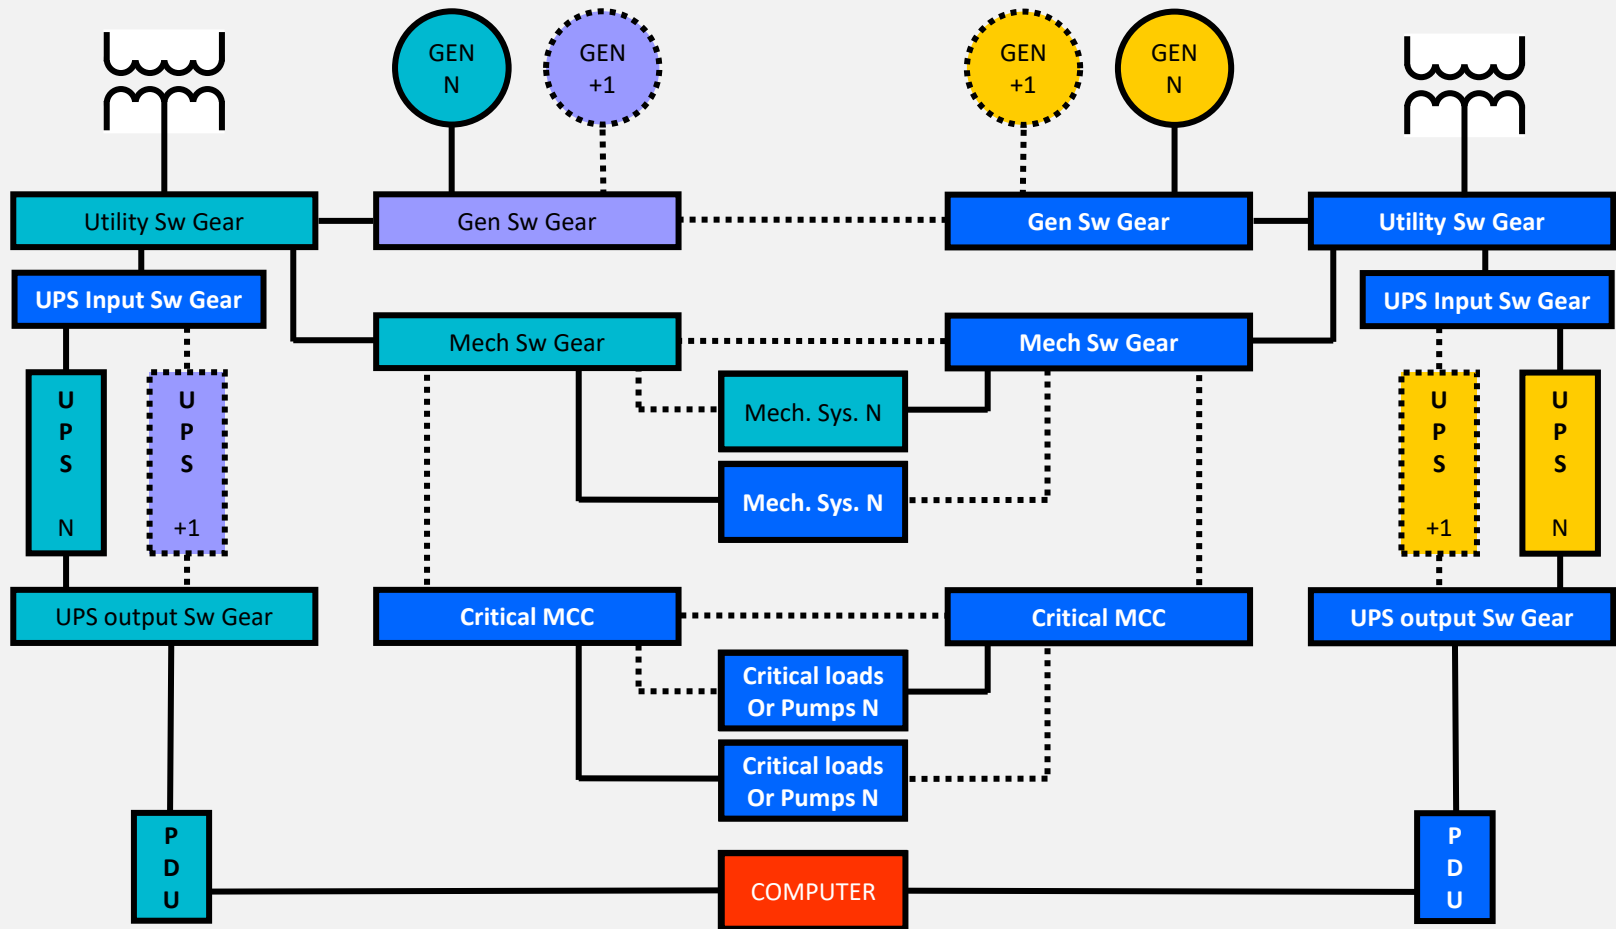 GEN
N
GEN
+1
GEN
+1
GEN
N
Utility Sw Gear
Gen Sw Gear
Gen Sw Gear
Utility Sw Gear
UPS Input Sw Gear
UPS Input Sw Gear
Mech Sw Gear
Mech Sw Gear
U
P
S
N
U
P
S
+1
Mech. Sys. N
Mech. Sys. N
U
P
S
+1
U
P
S
N
UPS output Sw Gear
Critical MCC
Critical MCC
UPS output Sw Gear
Critical loads
Or Pumps N
Critical loads
Or Pumps N
P
D
U
COMPUTER
P
D
U